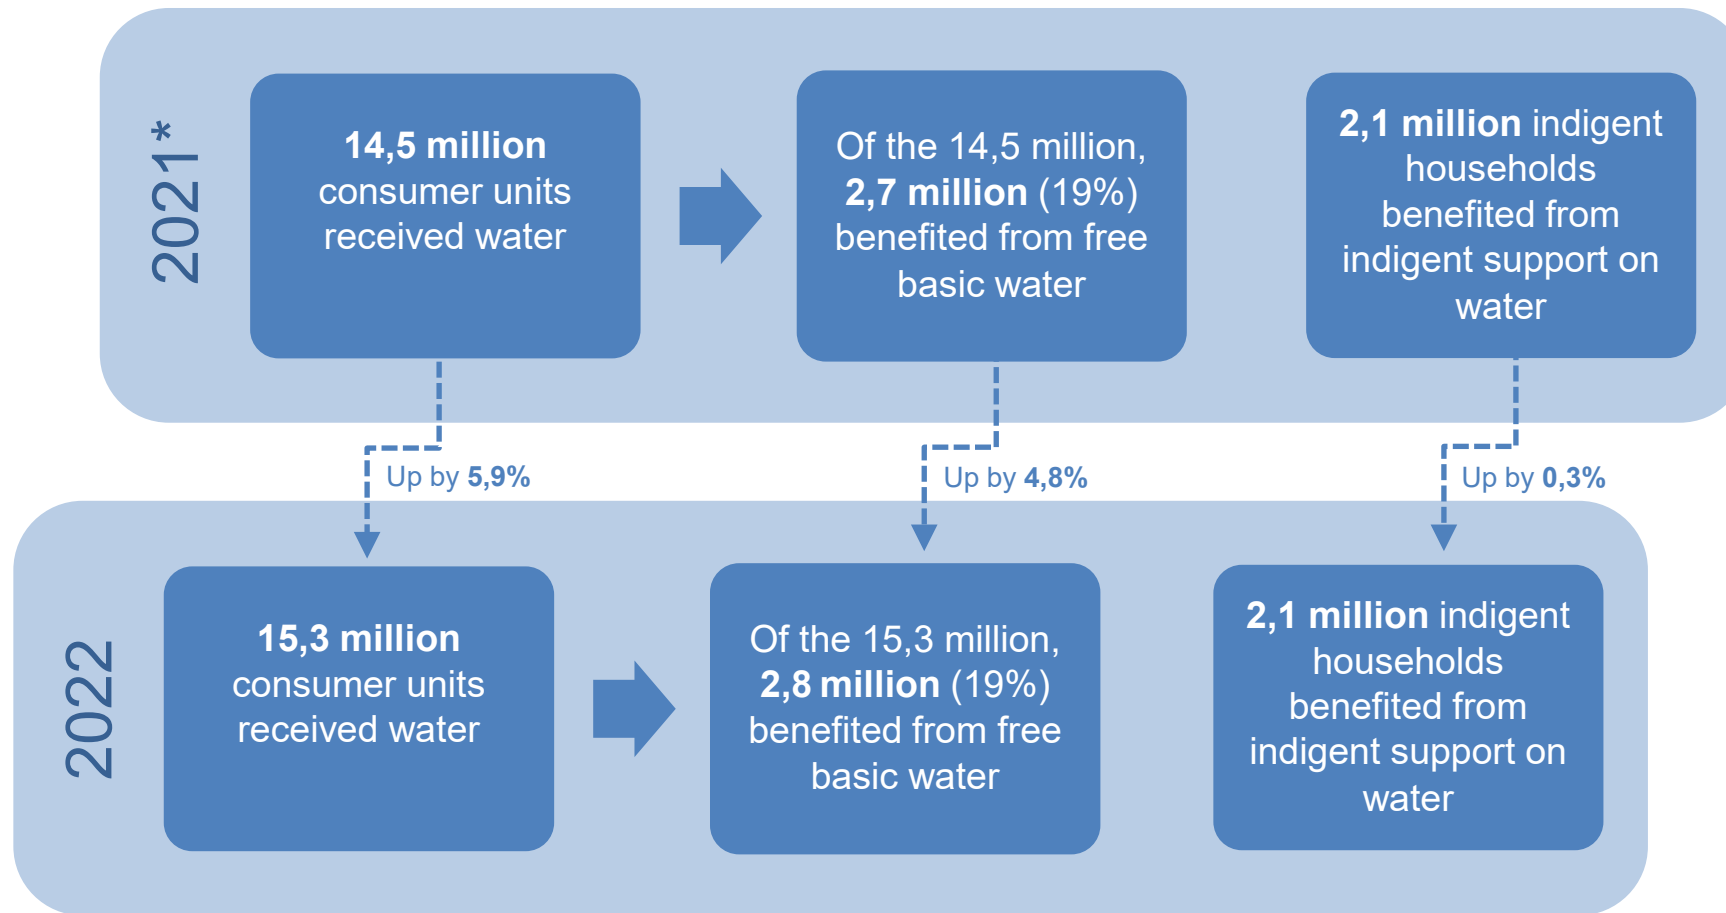 2021*
14,5 million
consumer units
received water
Of the 14,5 million,
2,7 million (19%)
benefited from free
basic water
2,1 million indigent
households
benefited from
indigent support on
water
Up by 5,9%
Up by 4,8%
Up by 0,3%
2022
15,3 million
consumer units
received water
Of the 15,3 million,
2,8 million (19%)
benefited from free
basic water
2,1 million indigent
households
benefited from
indigent support on
water